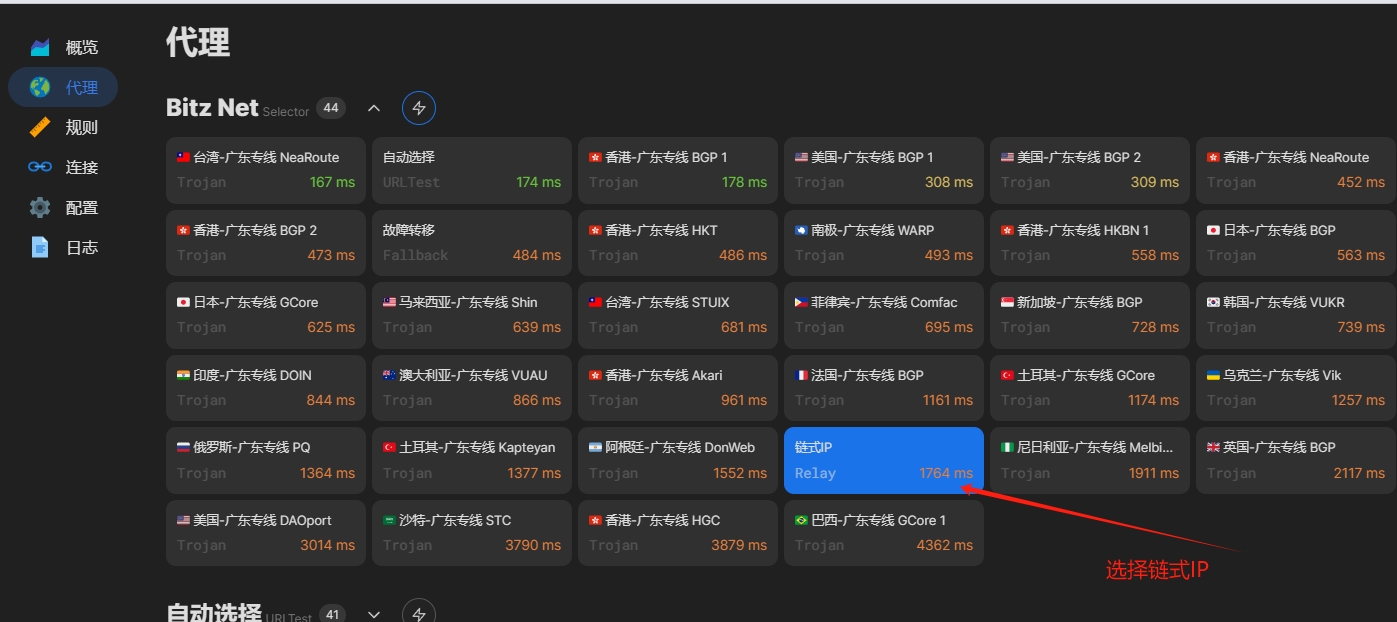 代理
概览
代理
规则
连接
配置
日志
Bitz Net Selector 44
台湾-广东专线 NeaRoute
Trojan 167 ms
自动选择
URLTest 174 ms
香港-广东专线 BGP 1
Trojan 178 ms
美国-广东专线 BGP 1
Trojan 308 ms
美国-广东专线 BGP 2
Trojan 309 ms
香港-广东专线 NeaRoute
Trojan 452 ms
香港-广东专线 BGP 2
Trojan 473 ms
故障转移
Fallback 484 ms
香港-广东专线 HKT
Trojan 486 ms
南极-广东专线 WARP
Trojan 493 ms
香港-广东专线 HKBN 1
Trojan 558 ms
日本-广东专线 BGP
Trojan 563 ms
日本-广东专线 GCore
Trojan 625 ms
马来西亚-广东专线 Shin
Trojan 639 ms
台湾-广东专线 STUIX
Trojan 681 ms
菲律宾-广东专线 Comfac
Trojan 695 ms
新加坡-广东专线 BGP
Trojan 728 ms
韩国-广东专线 VUKR
Trojan 739 ms
印度-广东专线 DOIN
Trojan 844 ms
澳大利亚-广东专线 VUAU
Trojan 866 ms
香港-广东专线 Akari
Trojan 961 ms
法国-广东专线 BGP
Trojan 1161 ms
土耳其-广东专线 GCore
Trojan 1174 ms
乌克兰-广东专线 Vik
Trojan 1257 ms
俄罗斯-广东专线 PQ
Trojan 1364 ms
土耳其-广东专线 Kapteyan
Trojan 1377 ms
阿根廷-广东专线 DonWeb
Trojan 1552 ms
链式IP
Relay 1764 ms
尼日利亚-广东专线 Melbi...
Trojan 1911 ms
英国-广东专线 BGP
Trojan 2117 ms
美国-广东专线 DAOport
Trojan 3014 ms
沙特-广东专线 STC
Trojan 3790 ms
香港-广东专线 HGC
Trojan 3879 ms
巴西-广东专线 GCore 1
Trojan 4362 ms
选择链式IP
自动选择 URLTest 41